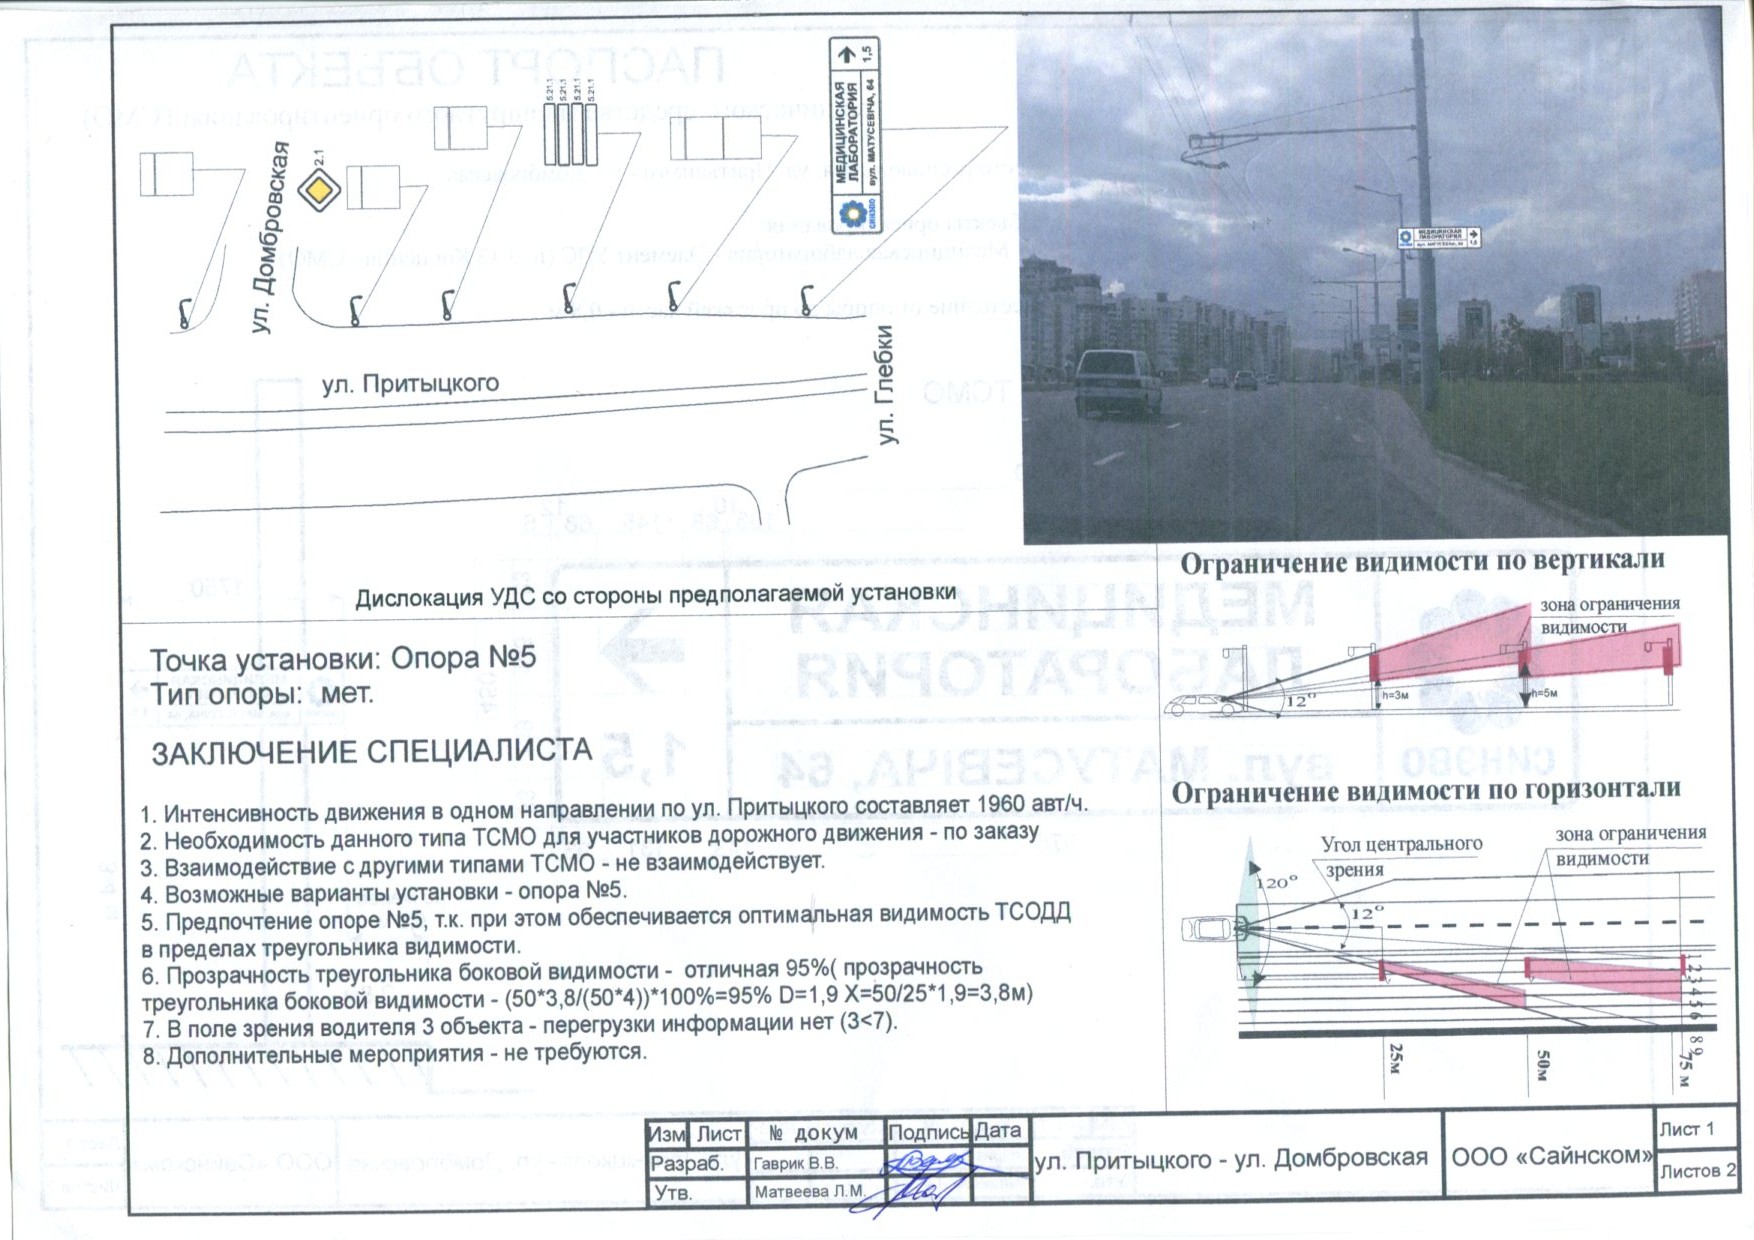 5.21.1
5.21.1
5.21.1
5.21.1
2.1
ул. Домбровская
МЕДИЦИНСКАЯ
ЛАБОРАТОРИЯ
1,5
вул. МАТУСЕВІЧА, 64
СИНЭВО
ул. Притыцкого
ул. Глебки
Дислокация УДС со стороны предполагаемой установки
МЕДИЦИНСКАЯ
ЛАБОРАТОРИЯ
1,5
Точка установки: Опора №5
Тип опоры: мет.
ЗАКЛЮЧЕНИЕ СПЕЦИАЛИСТА
1. Интенсивность движения в одном направлении по ул. Притыцкого составляет 1960 авт/ч.
2. Необходимость данного типа ТСМО для участников дорожного движения - по заказу
3. Взаимодействие с другими типами ТСМО - не взаимодействует.
4. Возможные варианты установки - опора №5.
5. Предпочтение опоре №5, т.к. при этом обеспечивается оптимальная видимость ТСОДД
в пределах треугольника видимости.
6. Прозрачность треугольника боковой видимости - отличная 95%( прозрачность
треугольника боковой видимости - (50*3,8/(50*4))*100%=95% D=1,9 X=50/25*1,9=3,8м)
7. В поле зрения водителя 3 объекта - перегрузки информации нет (3<7).
8. Дополнительные мероприятия - не требуются.
Ограничение видимости по вертикали
зона ограничения
видимости
12°
h=3м
h=5м
Ограничение видимости по горизонтали
Угол центрального
зрения
зона ограничения
видимости
120°
12°
1 2 3 4 5 6
8 9
25м
50м
75 м
Изм Лист № докум Подпись Дата
Разраб. Гаврик В.В.
Утв. Матвеева Л.М.
ул. Притыцкого - ул. Домбровская
ООО «Сайнском»
Лист 1
Листов 2